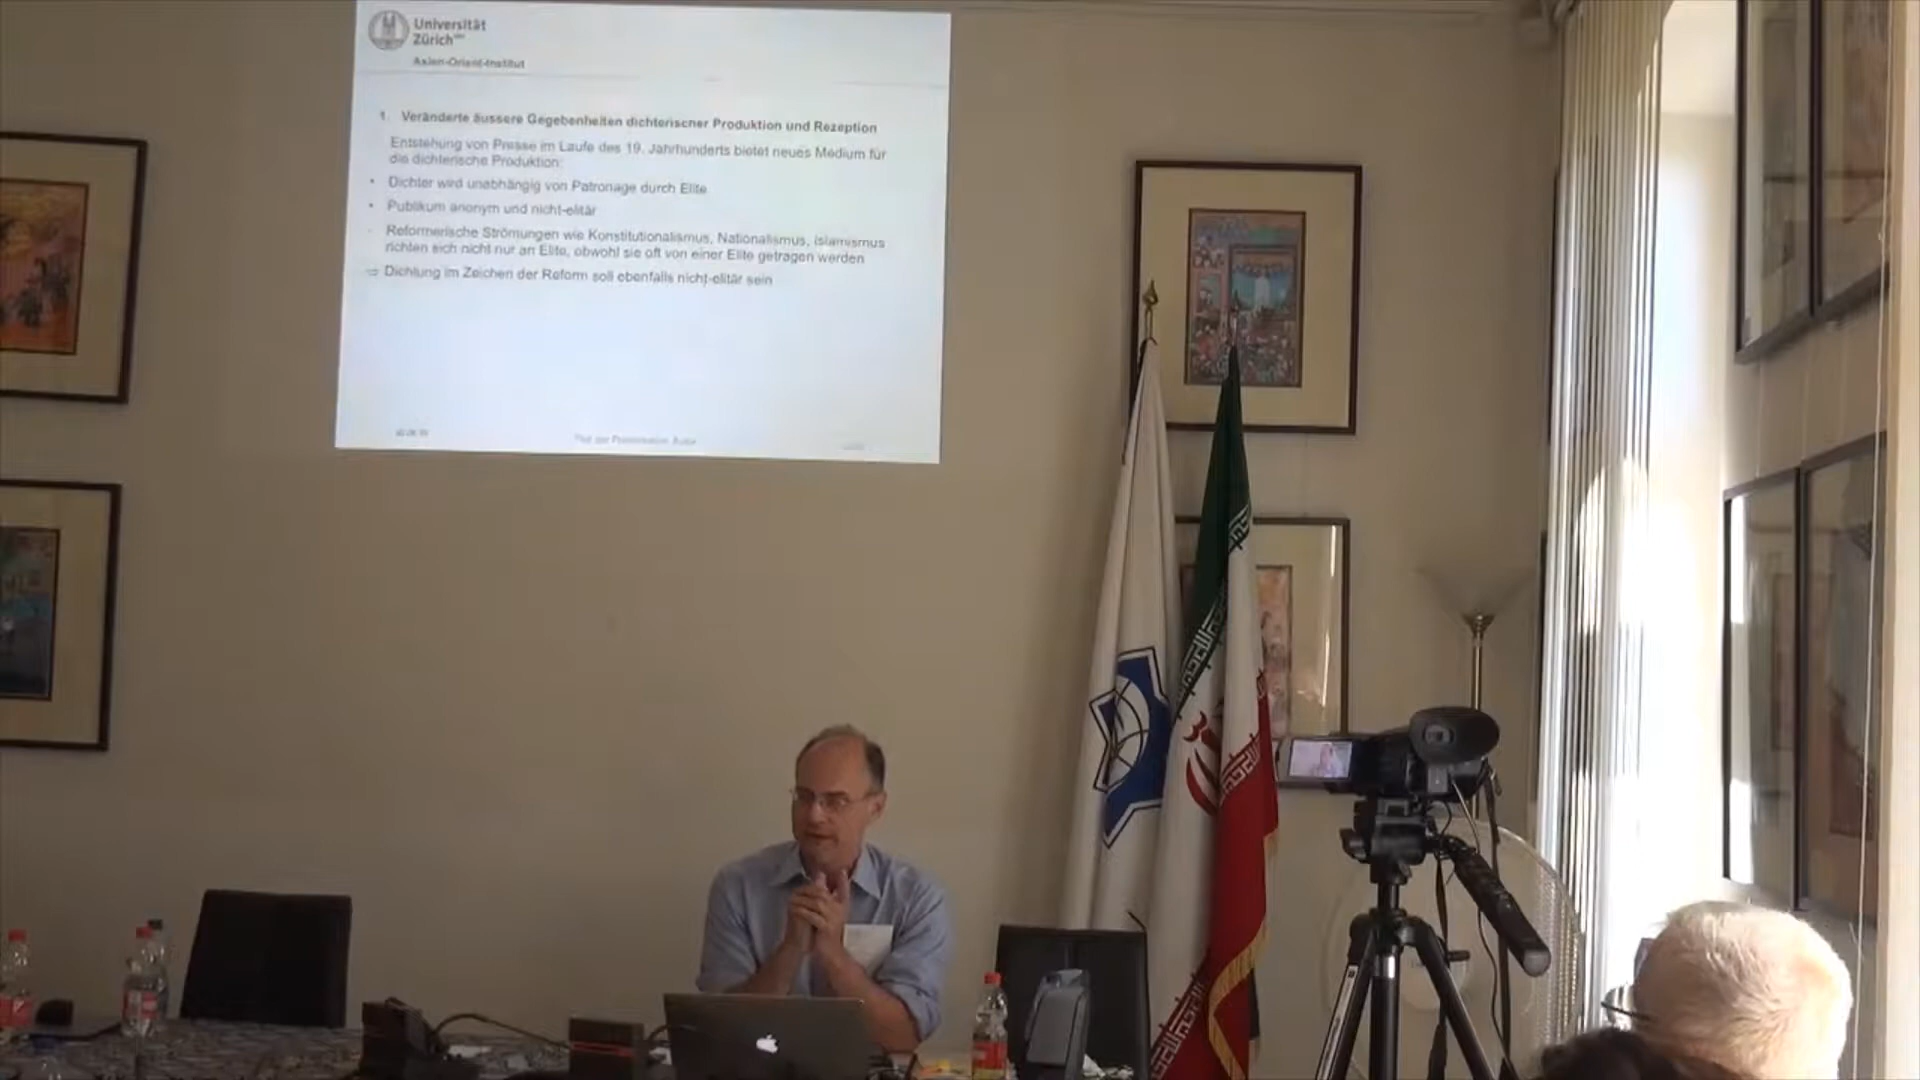 Universität
Zürich
Asien-Orient-Institut
1. Veränderte äussere Gegebenheiten dichterischer Produktion und Rezeption
Entstehung von Presse im Laufe des 19. Jahrhunderts bietet neues Medium für
die dichterische Produktion:
• Dichter wird unabhängig von Patronage durch Elite
• Publikum anonym und nicht-elitär
Reformerische Strömungen wie Konstitutionalismus, Nationalismus, Islamismus
richten sich nicht nur an Elite, obwohl sie oft von einer Elite getragen werden
⇨ Dichtung im Zeichen der Reform soll ebenfalls nicht-elitär sein